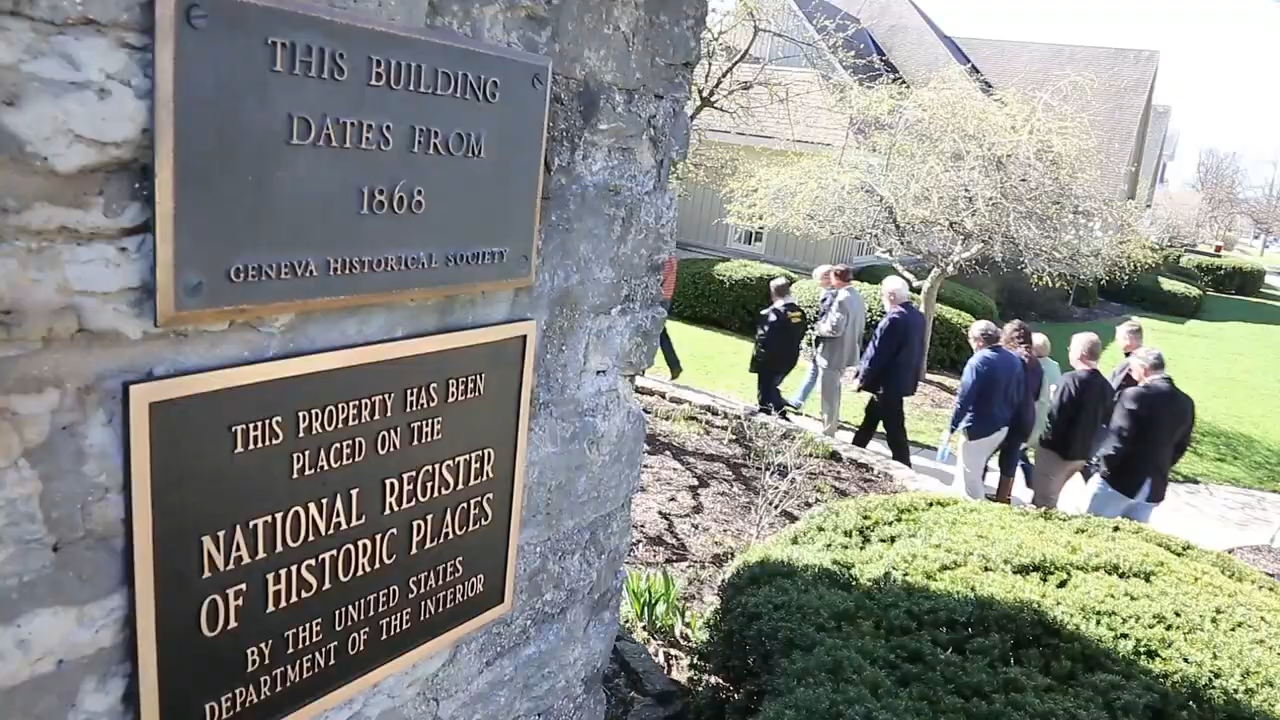 THIS BUILDING
DATES FROM
1868
GENEVA HISTORICAL SOCIETY
THIS PROPERTY HAS BEEN
PLACED ON THE
NATIONAL REGISTER
OF HISTORIC PLACES
BY THE UNITED STATES
DEPARTMENT OF THE INTERIOR